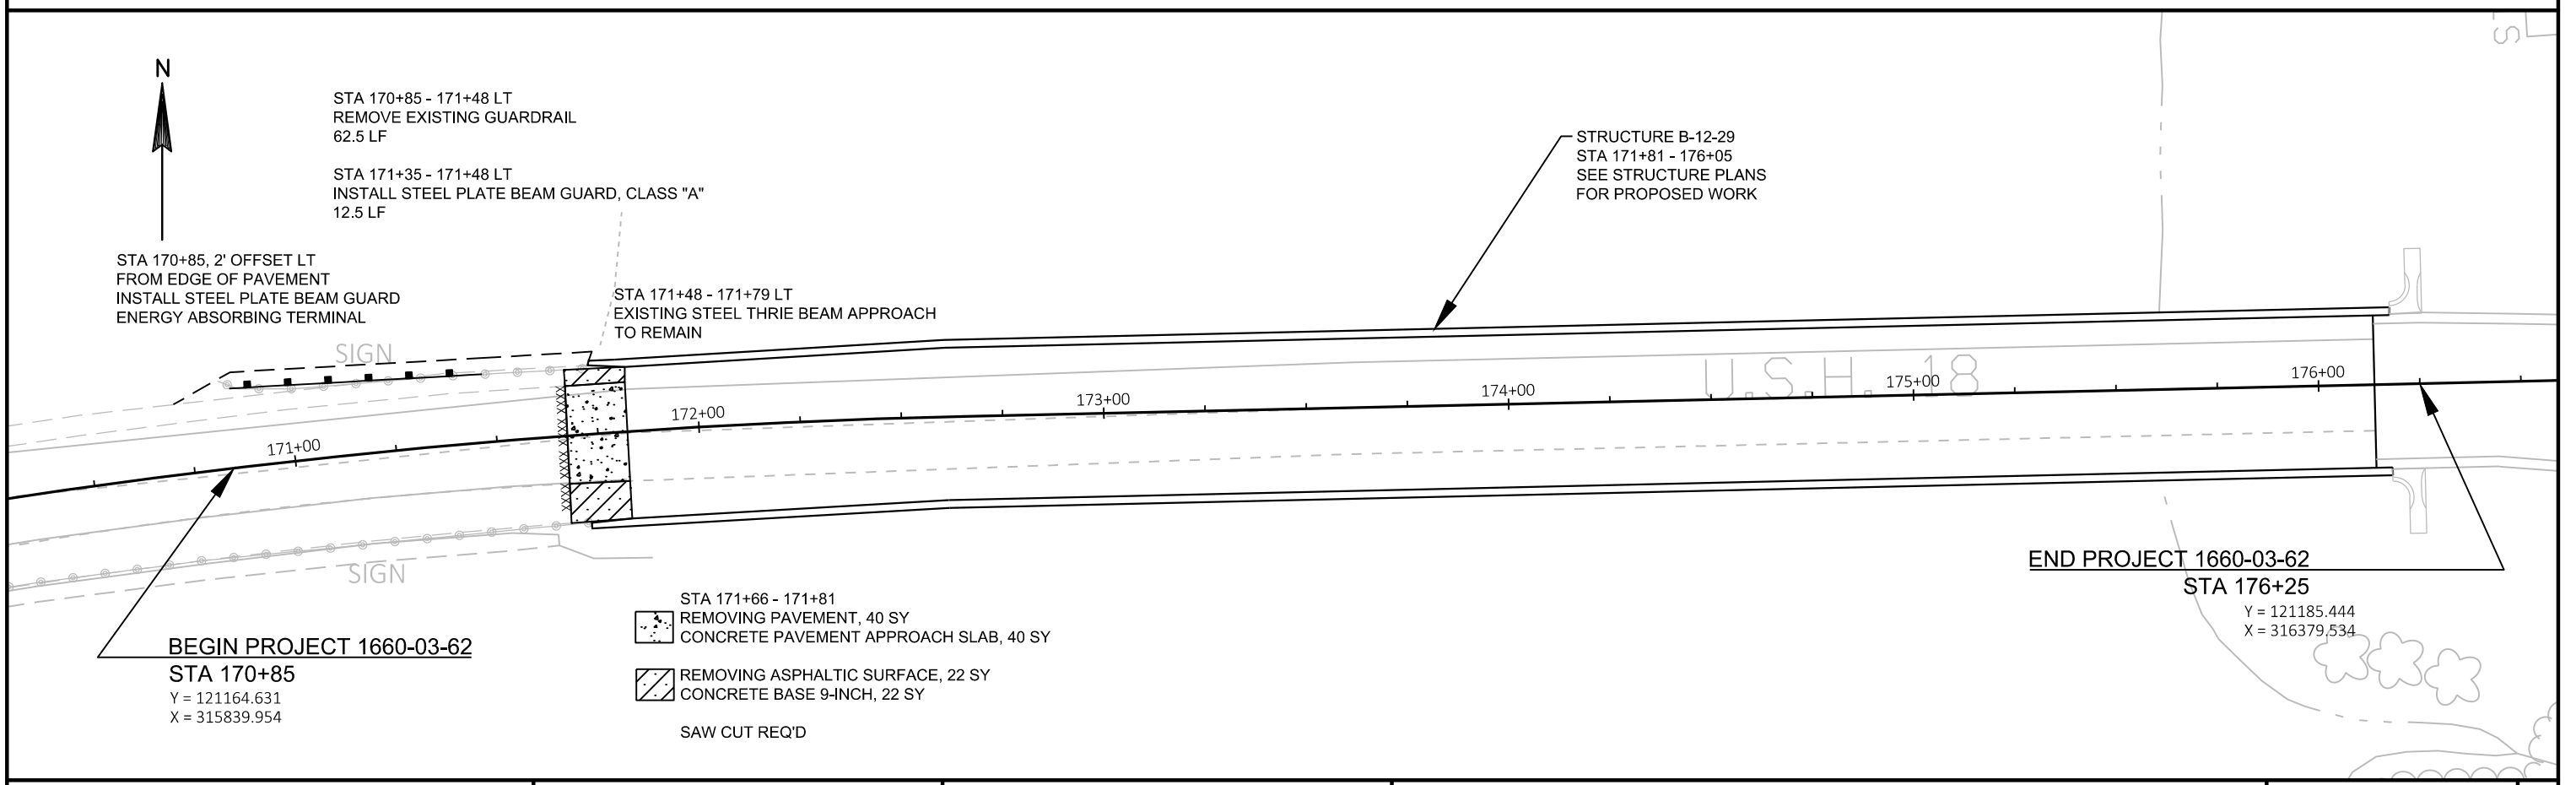 N
STA 170+85 - 171+48 LT
REMOVE EXISTING GUARDRAIL
62.5 LF
STA 171+35 - 171+48 LT
INSTALL STEEL PLATE BEAM GUARD, CLASS "A"
12.5 LF
STA 170+85, 2' OFFSET LT
FROM EDGE OF PAVEMENT
INSTALL STEEL PLATE BEAM GUARD
ENERGY ABSORBING TERMINAL
STA 171+48 - 171+79 LT
EXISTING STEEL THRIE BEAM APPROACH
TO REMAIN
STRUCTURE B-12-29
STA 171+81 - 176+05
SEE STRUCTURE PLANS
FOR PROPOSED WORK
S
SIGN
U.S.H. 18
171+00
172+00
173+00
174+00
175+00
176+00
SIGN
BEGIN PROJECT 1660-03-62
STA 170+85
Y = 121164.631
X = 315839.954
STA 171+66 - 171+81
REMOVING PAVEMENT, 40 SY
CONCRETE PAVEMENT APPROACH SLAB, 40 SY
REMOVING ASPHALTIC SURFACE, 22 SY
CONCRETE BASE 9-INCH, 22 SY
SAW CUT REQ'D
END PROJECT 1660-03-62
STA 176+25
Y = 121185.444
X = 316379.534